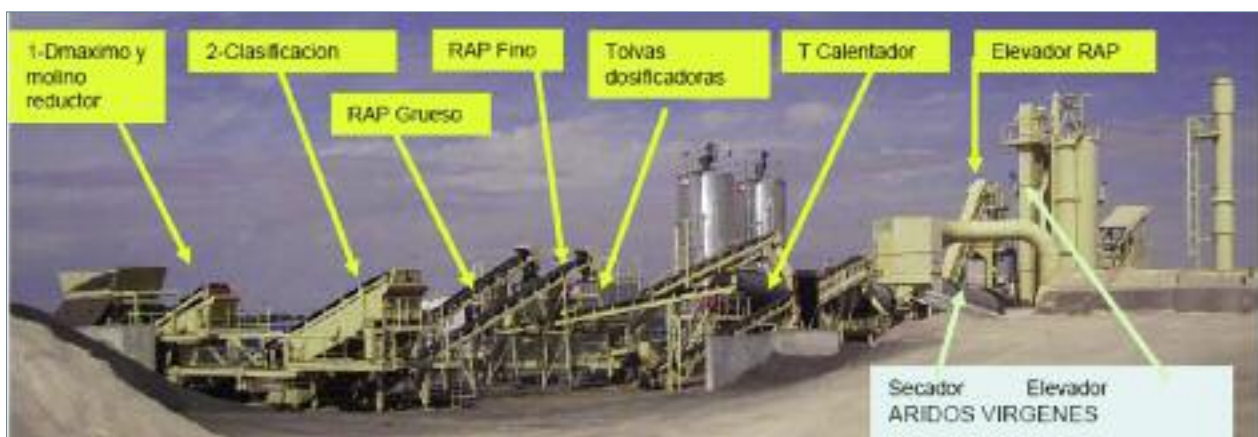 1-Dmaximo y
molino
reductor
2-Clasificacion
RAP Grueso
RAP Fino
Tolvas
dosificadoras
T Calentador
Elevador RAP
Secador Elevador
ARIDOS VIRGENES